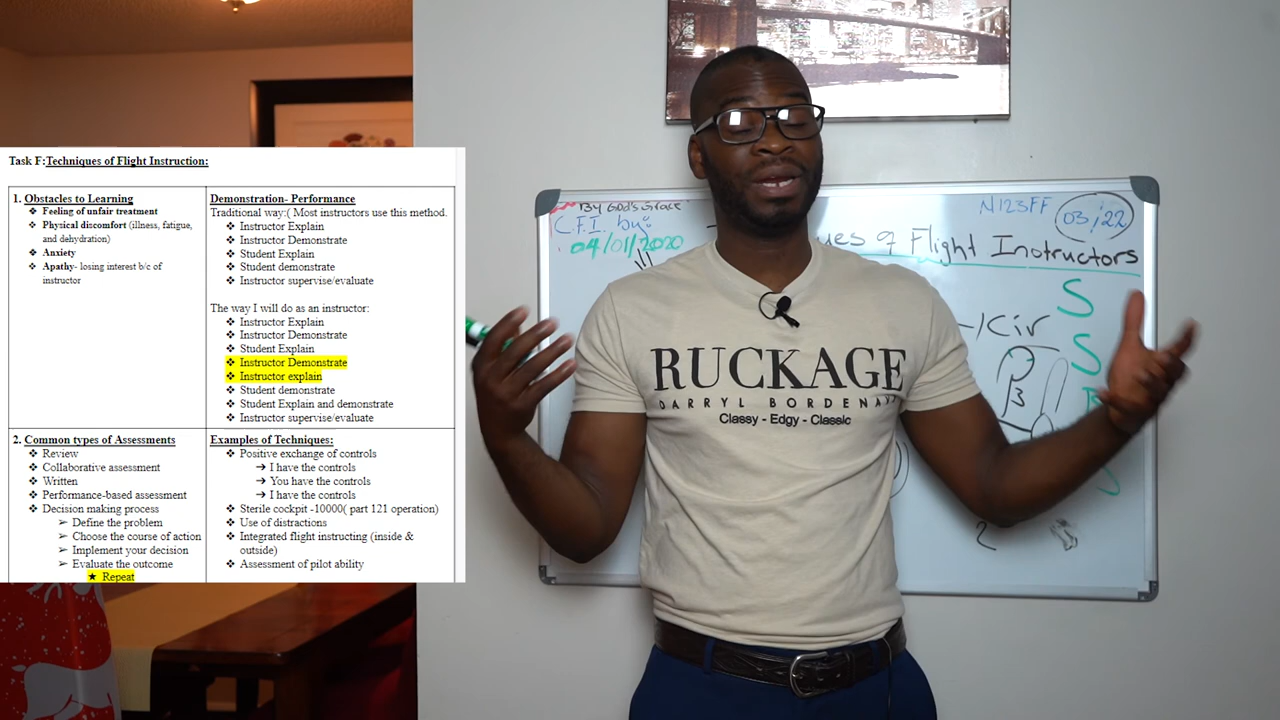 Task F:Techniques of Flight Instruction:
1. Obstacles to Learning
❖ Feeling of unfair treatment
❖ Physical discomfort (illness, fatigue,
and dehydration)
❖ Anxiety
❖ Apathy- losing interest b/c of
instructor
Demonstration- Performance
Traditional way:( Most instructors use this method.
❖ Instructor Explain
❖ Instructor Demonstrate
❖ Student Explain
❖ Student demonstrate
❖ Instructor supervise/evaluate
The way I will do as an instructor:
❖ Instructor Explain
❖ Instructor Demonstrate
❖ Student Explain
❖ Instructor Demonstrate
❖ Instructor explain
❖ Student demonstrate
❖ Student Explain and demonstrate
❖ Instructor supervise/evaluate
2. Common types of Assessments
❖ Review
❖ Collaborative assessment
❖ Written
❖ Performance-based assessment
❖ Decision making process
➢ Define the problem
➢ Choose the course of action
➢ Implement your decision
➢ Evaluate the outcome
★ Repeat
Examples of Techniques:
❖ Positive exchange of controls
➔ I have the controls
➔ You have the controls
➔ I have the controls
❖ Sterile cockpit -10000( part 121 operation)
❖ Use of distractions
❖ Integrated flight instructing (inside &
outside)
❖ Assessment of pilot ability
By God's Grace
C.F.I. by:
04/01/2020
N123FF
03:22
ues of Flight Instructors
S
S
B
2
RUCKAGE
DARRYL BORDENAVE
Classy - Edgy - Classic